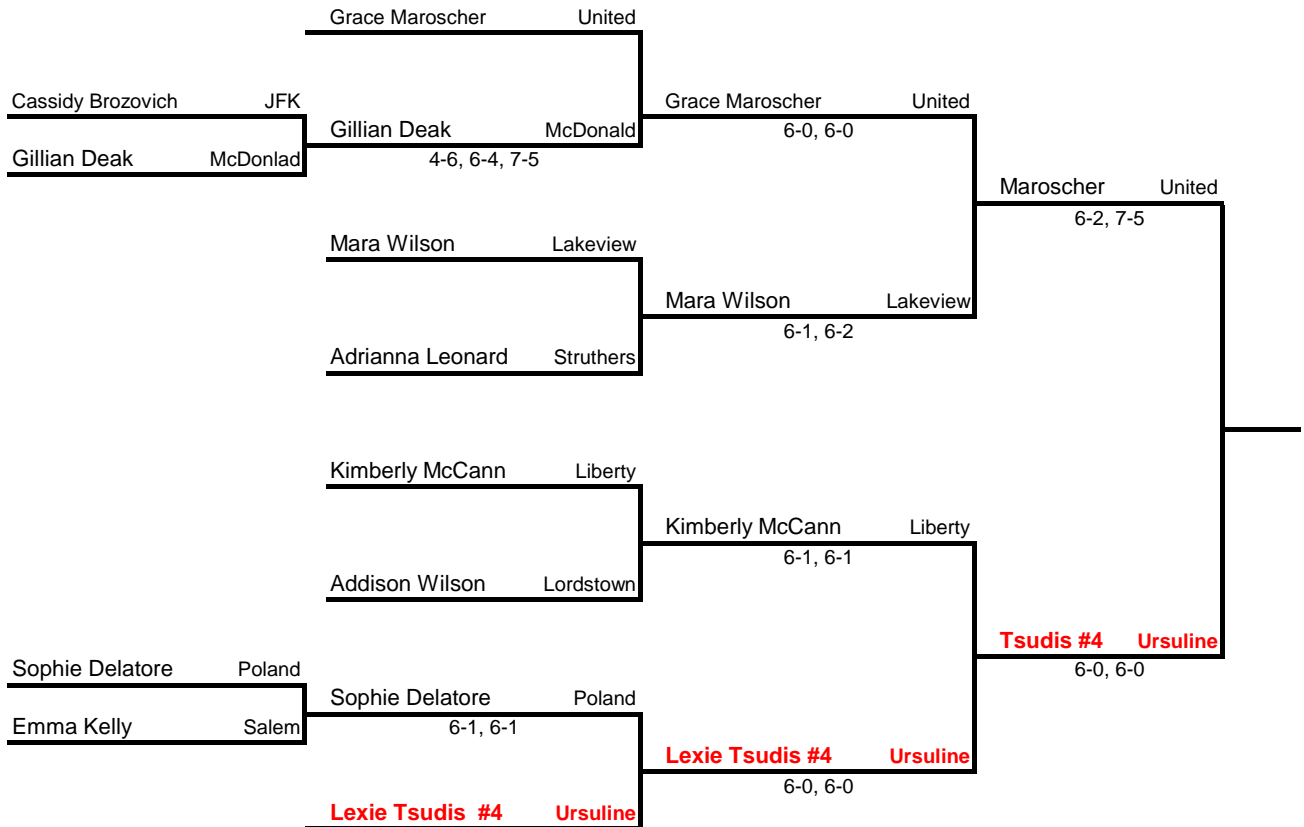 Grace Maroscher United
Cassidy Brozovich JFK
Grace Maroscher United
Gillian Deak McDonald
6-0, 6-0
Gillian Deak McDonlad
4-6, 6-4, 7-5
Maroscher United
6-2, 7-5
Mara Wilson Lakeview
Mara Wilson Lakeview
6-1, 6-2
Adrianna Leonard Struthers
Kimberly McCann Liberty
Kimberly McCann Liberty
6-1, 6-1
Addison Wilson Lordstown
Tsudis #4 Ursuline
6-0, 6-0
Sophie Delatore Poland
Sophie Delatore Poland
Emma Kelly Salem
6-1, 6-1
Lexie Tsudis #4 Ursuline
6-0, 6-0
Lexie Tsudis #4 Ursuline